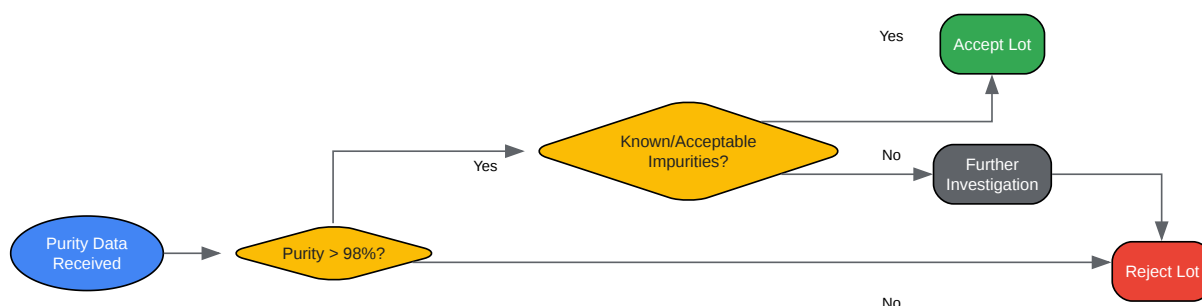 Yes
Accept Lot
Known/Acceptable
Impurities?
Yes
No
Further
Investigation
Purity Data
Received
Purity > 98%?
Reject Lot
No